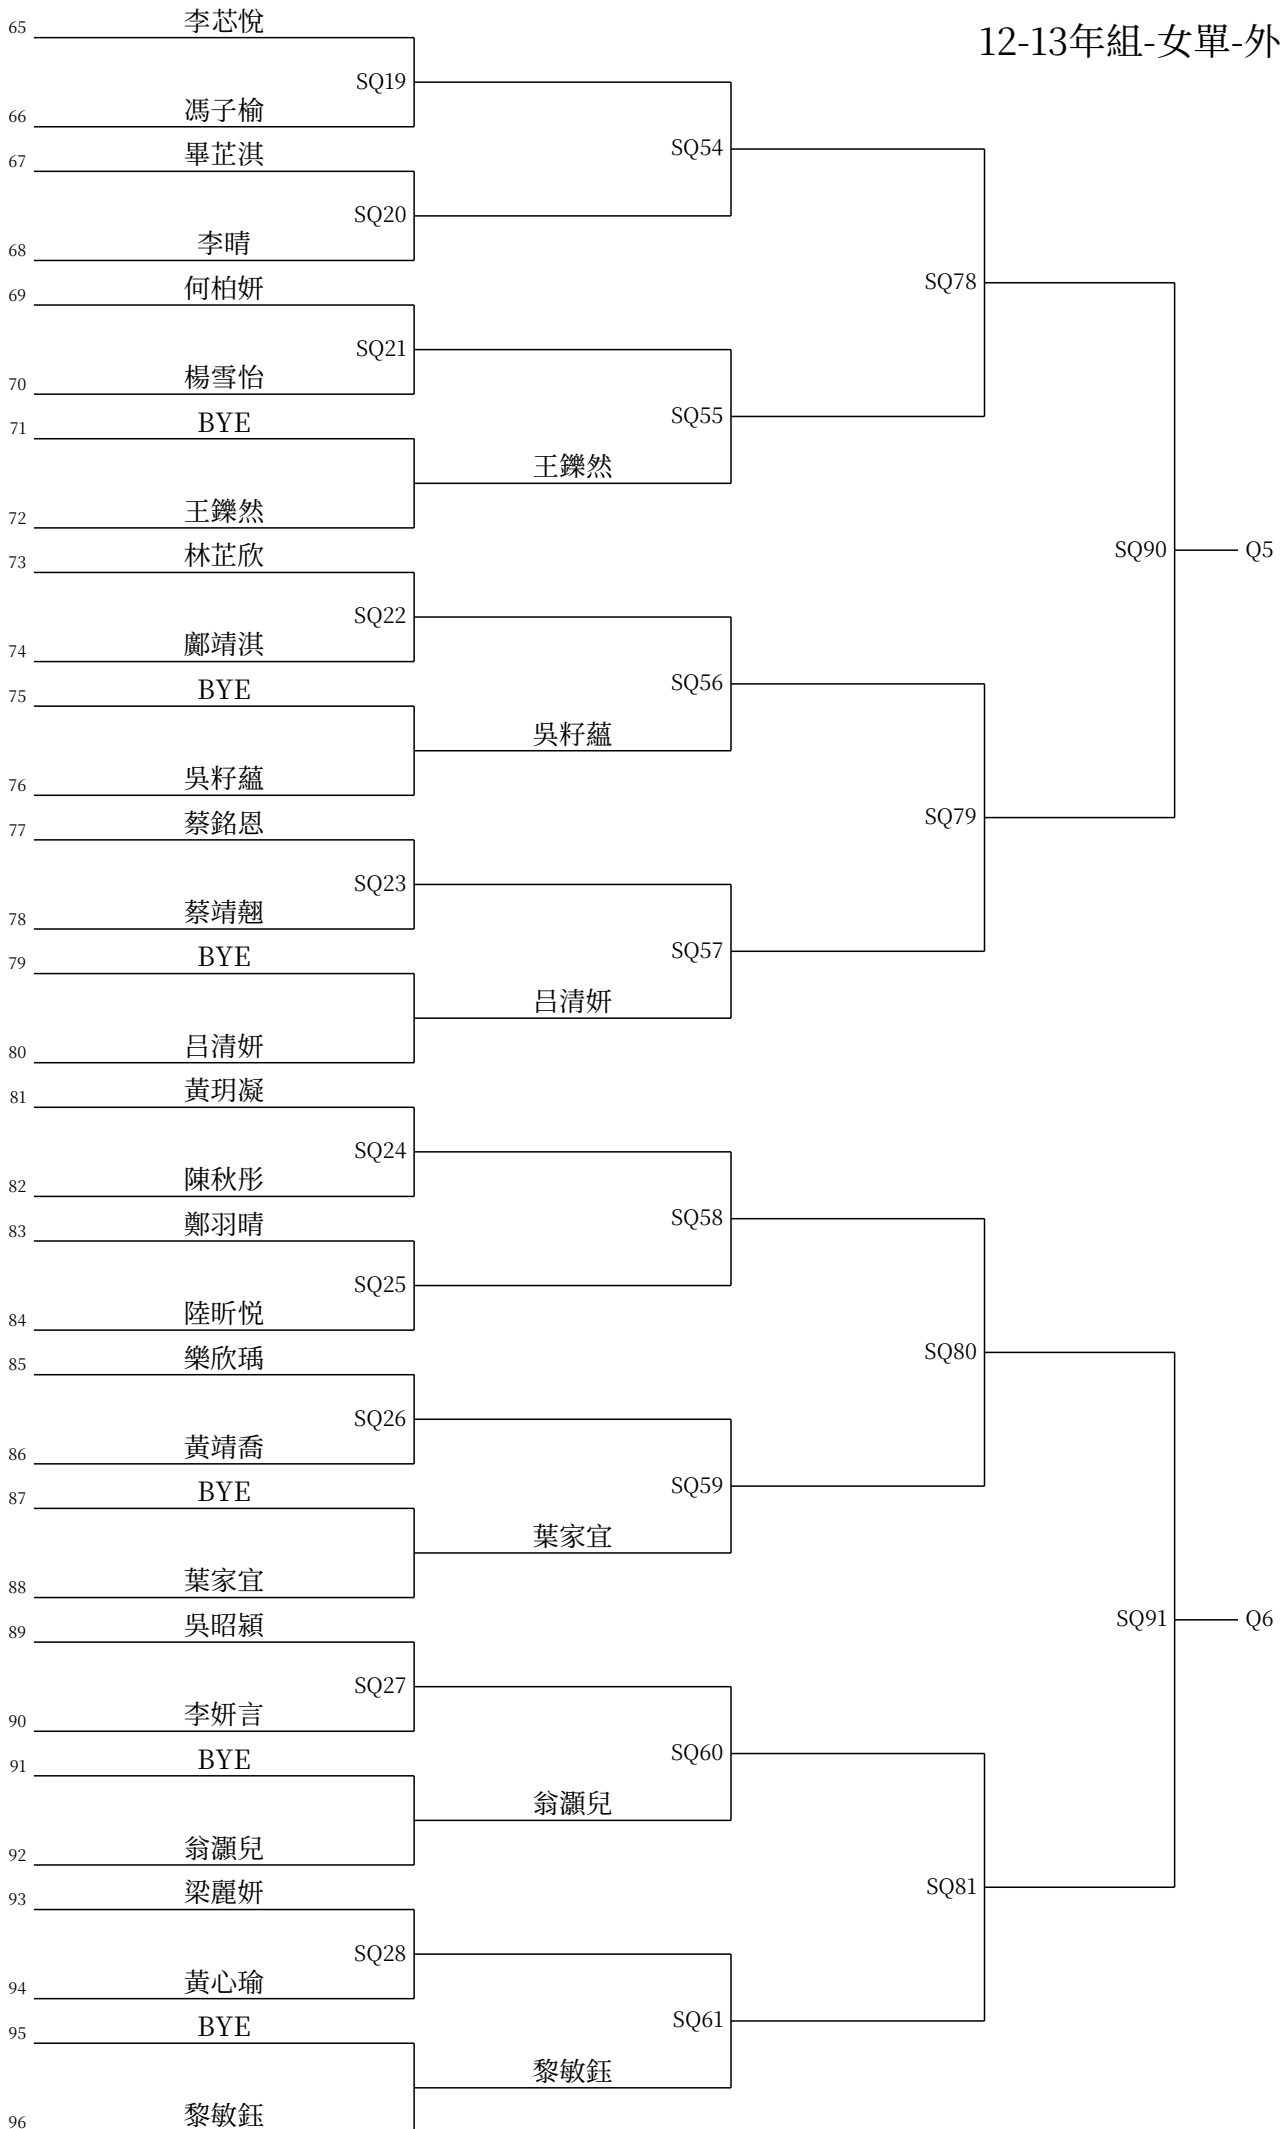 12-13年組-女單-外
65 李芯悅
SQ19
66 馮子榆
SQ54
67 畢芷淇
SQ20
68 李晴
SQ78
69 何柏妍
SQ21
70 楊雪怡
SQ55
71 BYE
王鑠然
72 王鑠然
SQ90 Q5
73 林芷欣
SQ22
74 鄺靖淇
SQ56
75 BYE
吳籽蘊
76 吳籽蘊
SQ79
77 蔡銘恩
SQ23
78 蔡靖翹
SQ57
79 BYE
吕清妍
80 吕清妍
81 黃玥凝
SQ24
82 陳秋彤
SQ58
83 鄭羽晴
SQ25
84 陸昕悦
SQ80
85 樂欣瑀
SQ26
86 黃靖喬
SQ59
87 BYE
葉家宜
88 葉家宜
SQ91 Q6
89 吳昭潁
SQ27
90 李妍言
SQ60
91 BYE
翁灝兒
92 翁灝兒
SQ81
93 梁麗妍
SQ28
94 黃心瑜
SQ61
95 BYE
黎敏鈺
96 黎敏鈺